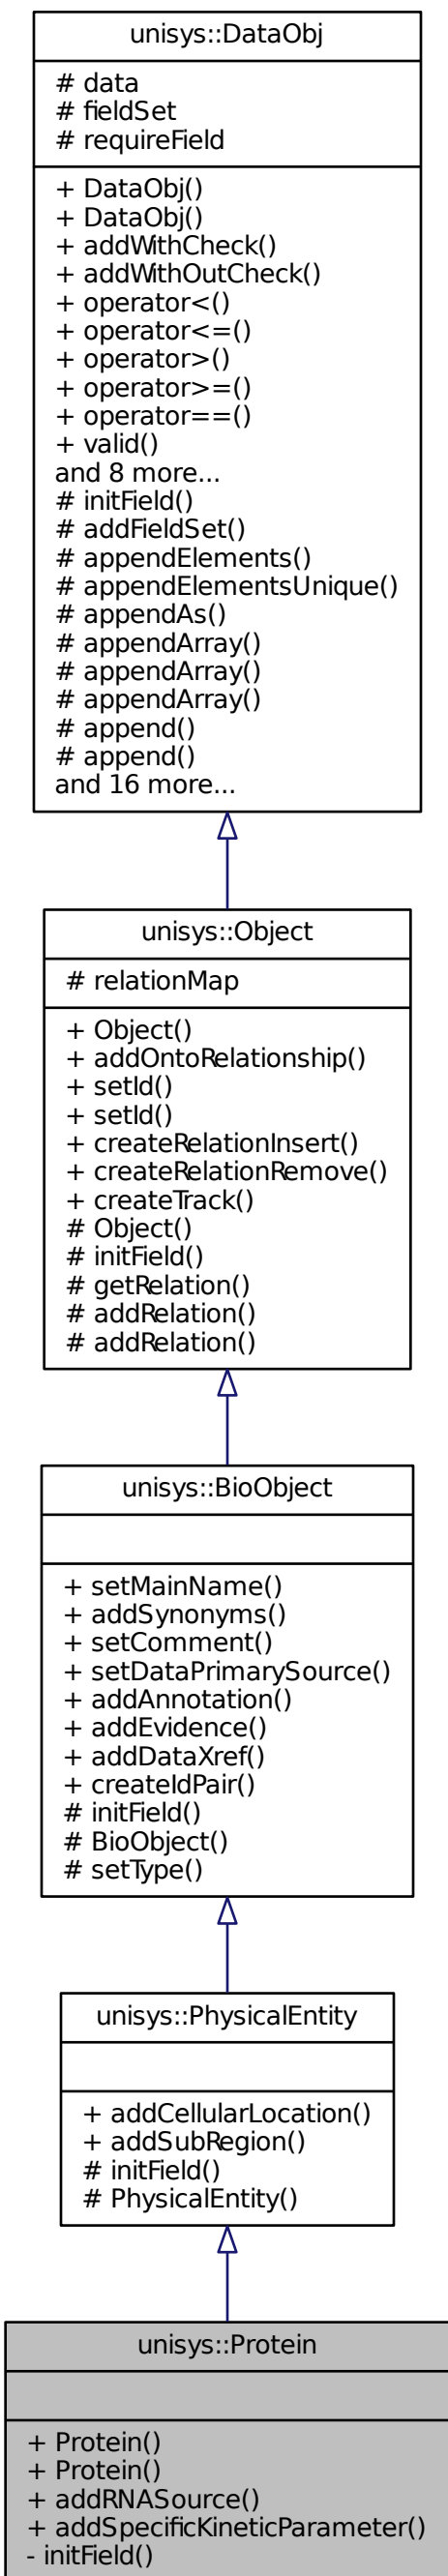 unisys::DataObj
# data
# fieldSet
# requireField
+ DataObj()
+ DataObj()
+ addWithCheck()
+ addWithOutCheck()
+ operator<()
+ operator<=()
+ operator>()
+ operator>=()
+ operator==()
+ valid()
and 8 more...
# initField()
# addFieldSet()
# appendElements()
# appendElementsUnique()
# appendAs()
# appendArray()
# appendArray()
# appendArray()
# append()
# append()
and 16 more...
unisys::Object
# relationMap
+ Object()
+ addOntoRelationship()
+ setId()
+ setId()
+ createRelationInsert()
+ createRelationRemove()
+ createTrack()
# Object()
# initField()
# getRelation()
# addRelation()
# addRelation()
unisys::BioObject
+ setMainName()
+ addSynonyms()
+ setComment()
+ setDataPrimarySource()
+ addAnnotation()
+ addEvidence()
+ addDataXref()
+ createIdPair()
# initField()
# BioObject()
# setType()
unisys::PhysicalEntity
+ addCellularLocation()
+ addSubRegion()
# initField()
# PhysicalEntity()
unisys::Protein
+ Protein()
+ Protein()
+ addRNASource()
+ addSpecificKineticParameter()
- initField()